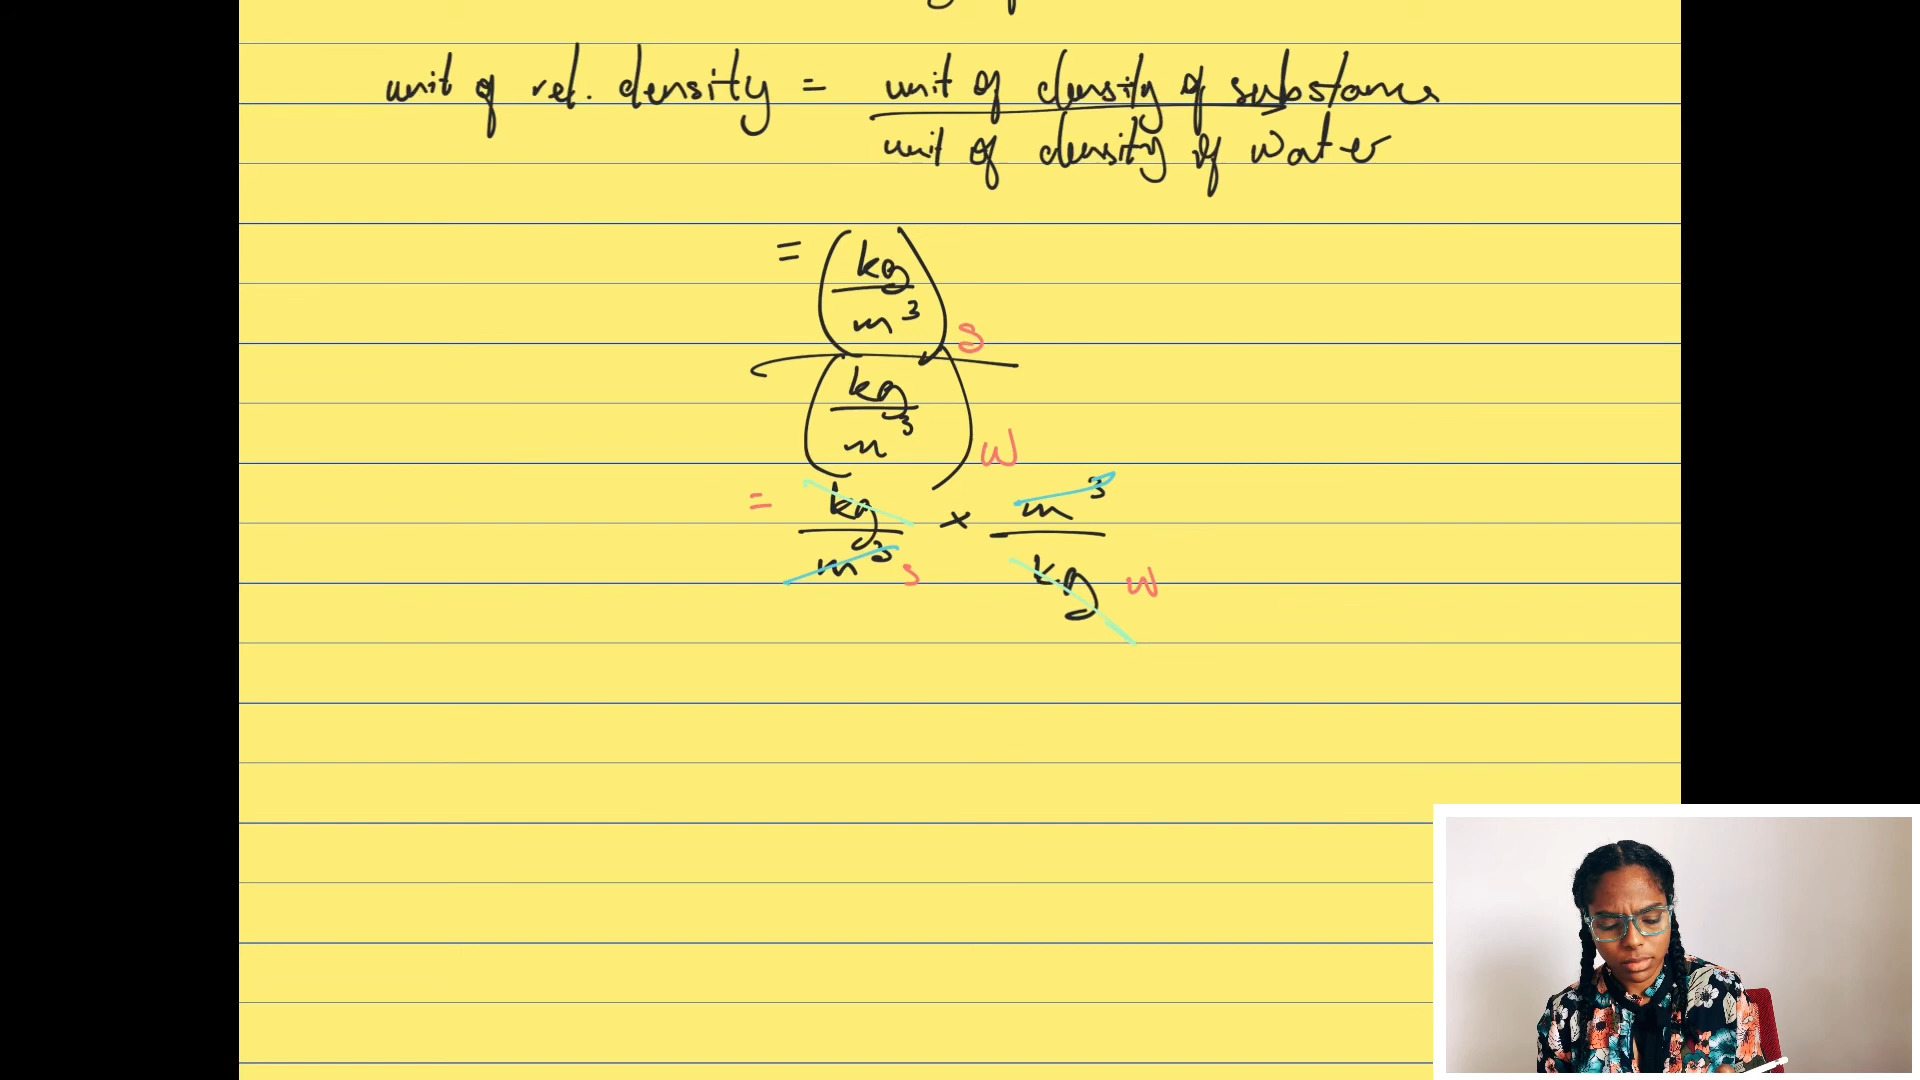 unit of rel. density = unit of density of substance
unit of density of water
= (kg
m³) s
(kg
m³) w
= kg × m³
m³ s kg w